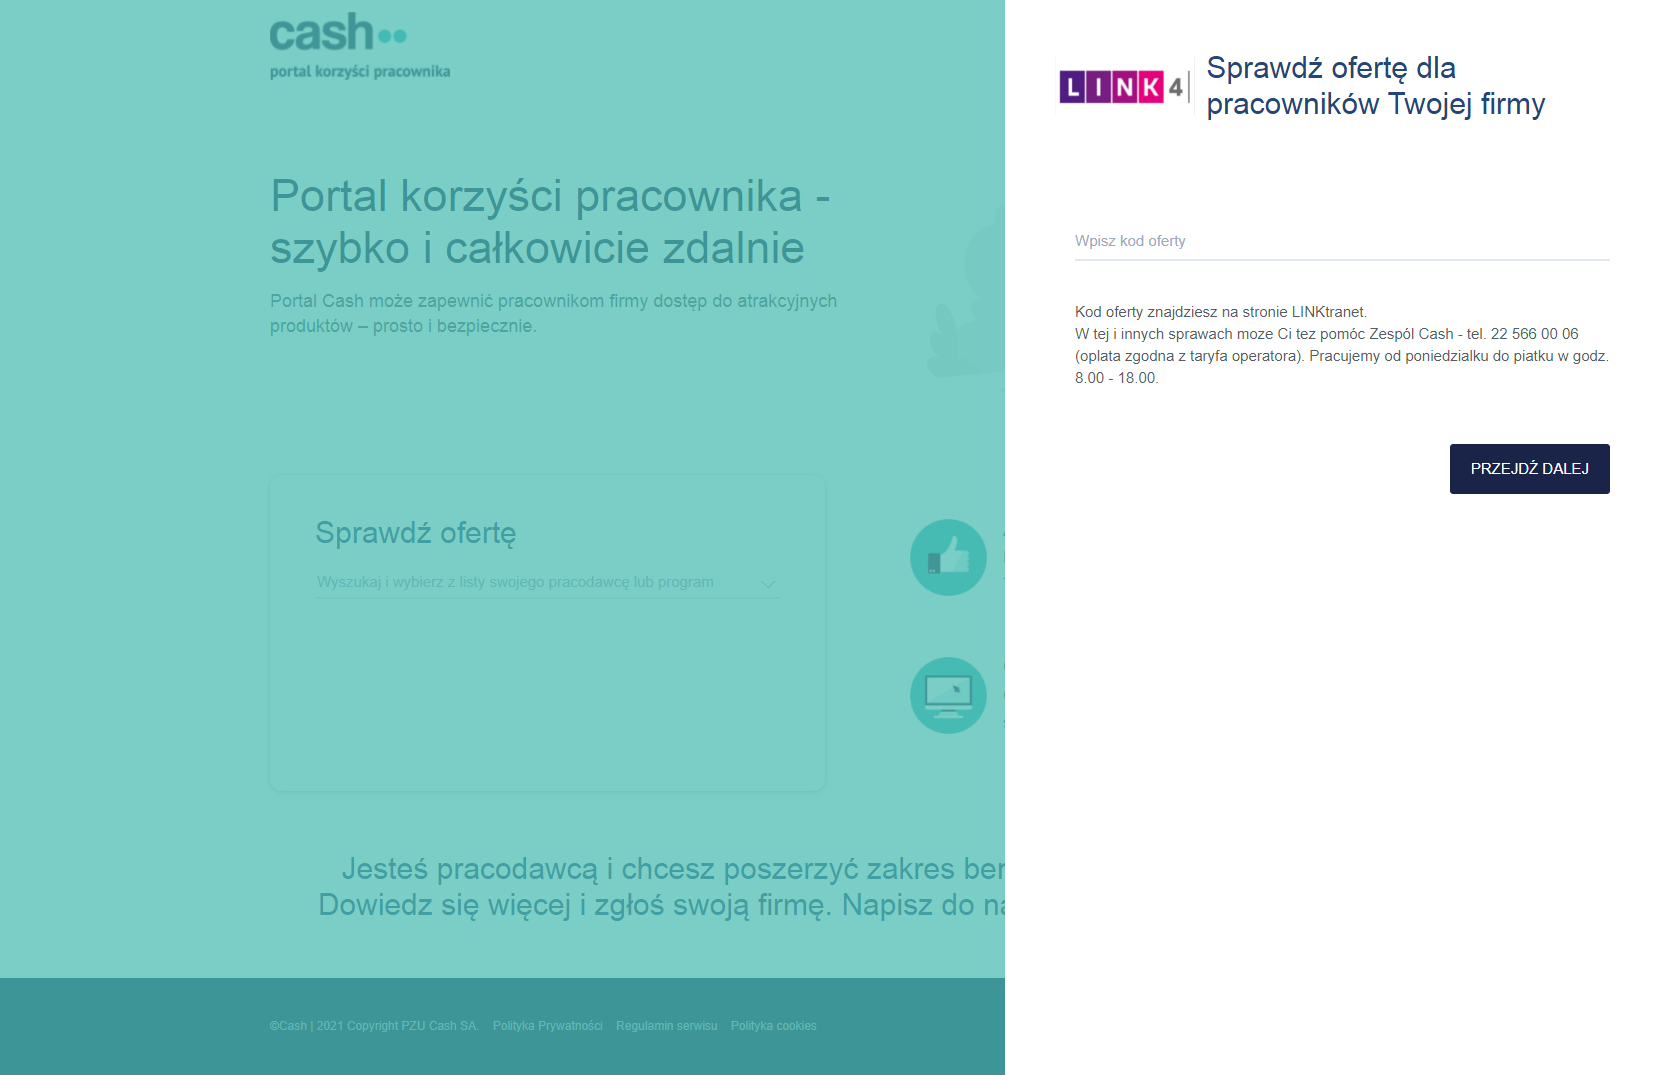 cash
portal korzyści pracownika
Portal korzyści pracownika -
szybko i całkowicie zdalnie
Portal Cash może zapewnić pracownikom firmy dostęp do atrakcyjnych
produktów – prosto i bezpiecznie.
Sprawdź ofertę
Wyszukaj i wybierz z listy swojego pracodawcę lub program
Jesteś pracodawcą i chcesz poszerzyć zakres
Dowiedz się więcej i zgłoś swoją firmę. Napisz do
©Cash | 2021 Copyright PZU Cash SA. Polityka Prywatności Regulamin serwisu Polityka cookies
LINK4
Sprawdź ofertę dla
pracowników Twojej firmy
Wpisz kod oferty
Kod oferty znajdziesz na stronie LINKtranet.
W tej i innych sprawach moze Ci tez pomóc Zespól Cash - tel. 22 566 00 06
(oplata zgodna z taryfa operatora). Pracujemy od poniedzialku do piatku w godz.
8.00 - 18.00.
PRZEJDŹ DALEJ